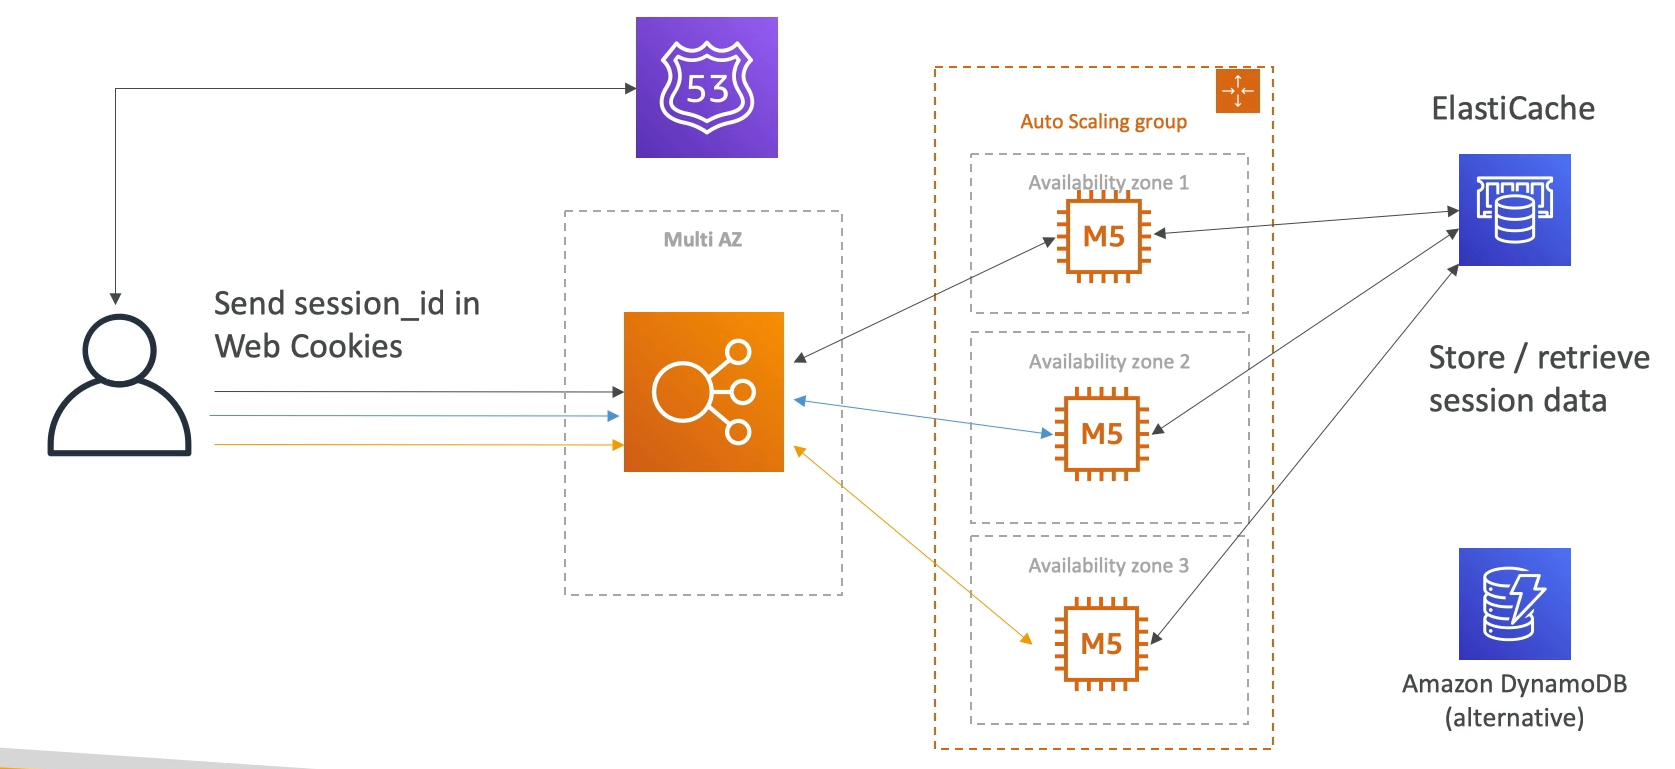 53
Auto Scaling group
ElastiCache
Availability zone 1
M5
Multi AZ
Send session_id in
Web Cookies
Availability zone 2
M5
Store / retrieve
session data
Availability zone 3
M5
Amazon DynamoDB
(alternative)